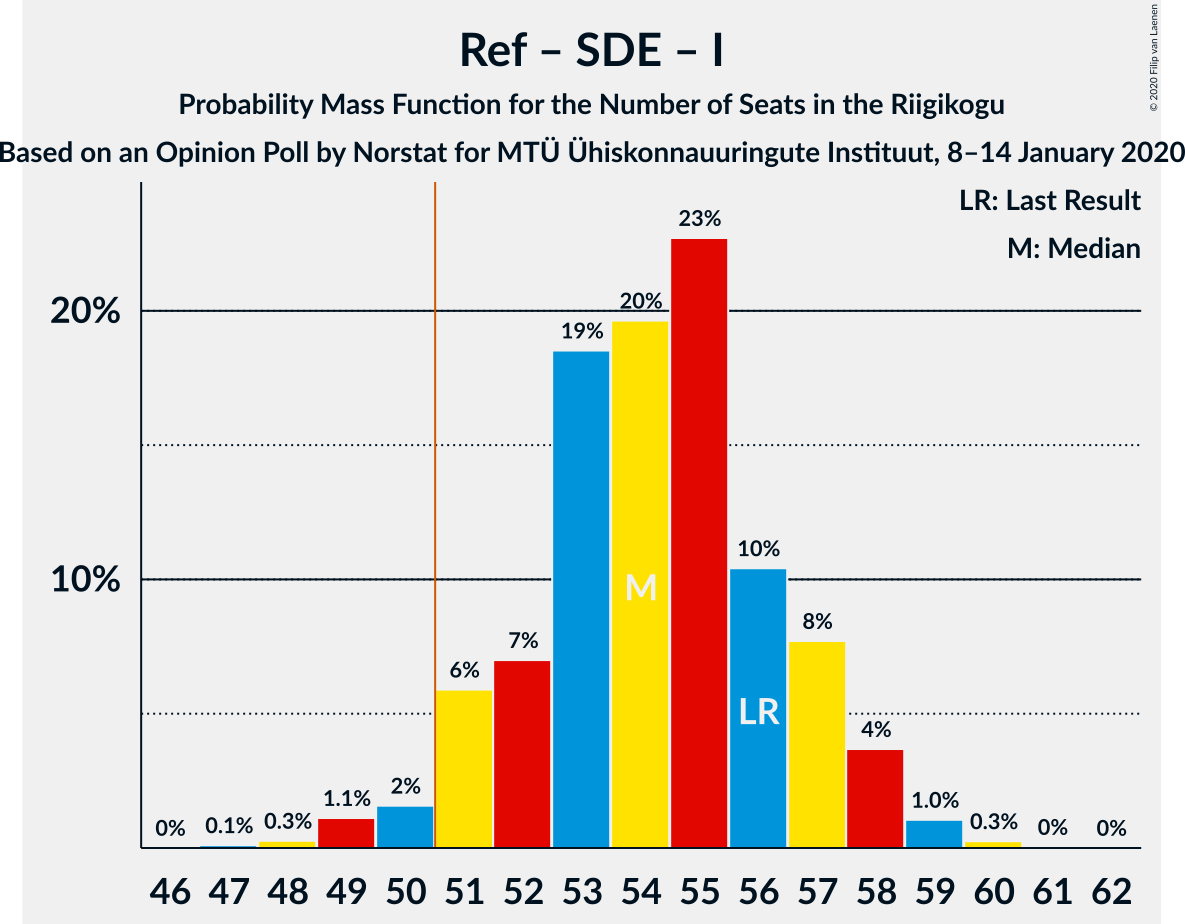 Ref – SDE – I
Probability Mass Function for the Number of Seats in the Riigikogu
Based on an Opinion Poll by Norstat for MTÜ Ühiskonnauuringute Instituut, 8–14 January 2020
© 2020 Filip van Laenen
LR: Last Result
M: Median
23%
20%
20%
19%
10%
10%
M
8%
7%
6%
LR
4%
2%
1.1%
1.0%
0.3%
0.3%
0.1%
0%
0%
0%
46 47 48 49 50 51 52 53 54 55 56 57 58 59 60 61 62